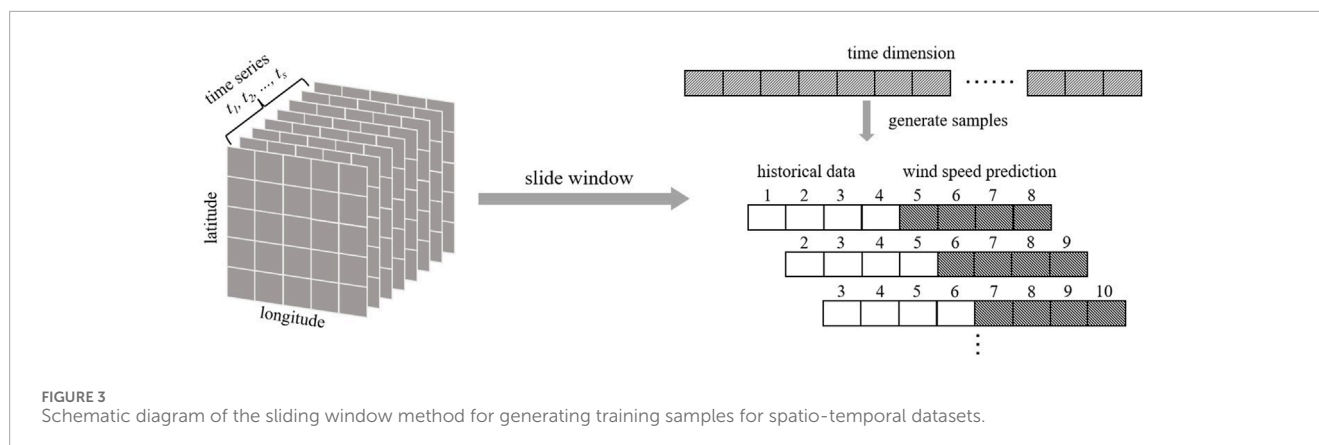 time series
t1, t2, ..., ts
latitude
longitude
slide window
time dimension
......
generate samples
historical data wind speed prediction
1 2 3 4 5 6 7 8
2 3 4 5 6 7 8 9
3 4 5 6 7 8 9 10
⋮
FIGURE 3
Schematic diagram of the sliding window method for generating training samples for spatio-temporal datasets.